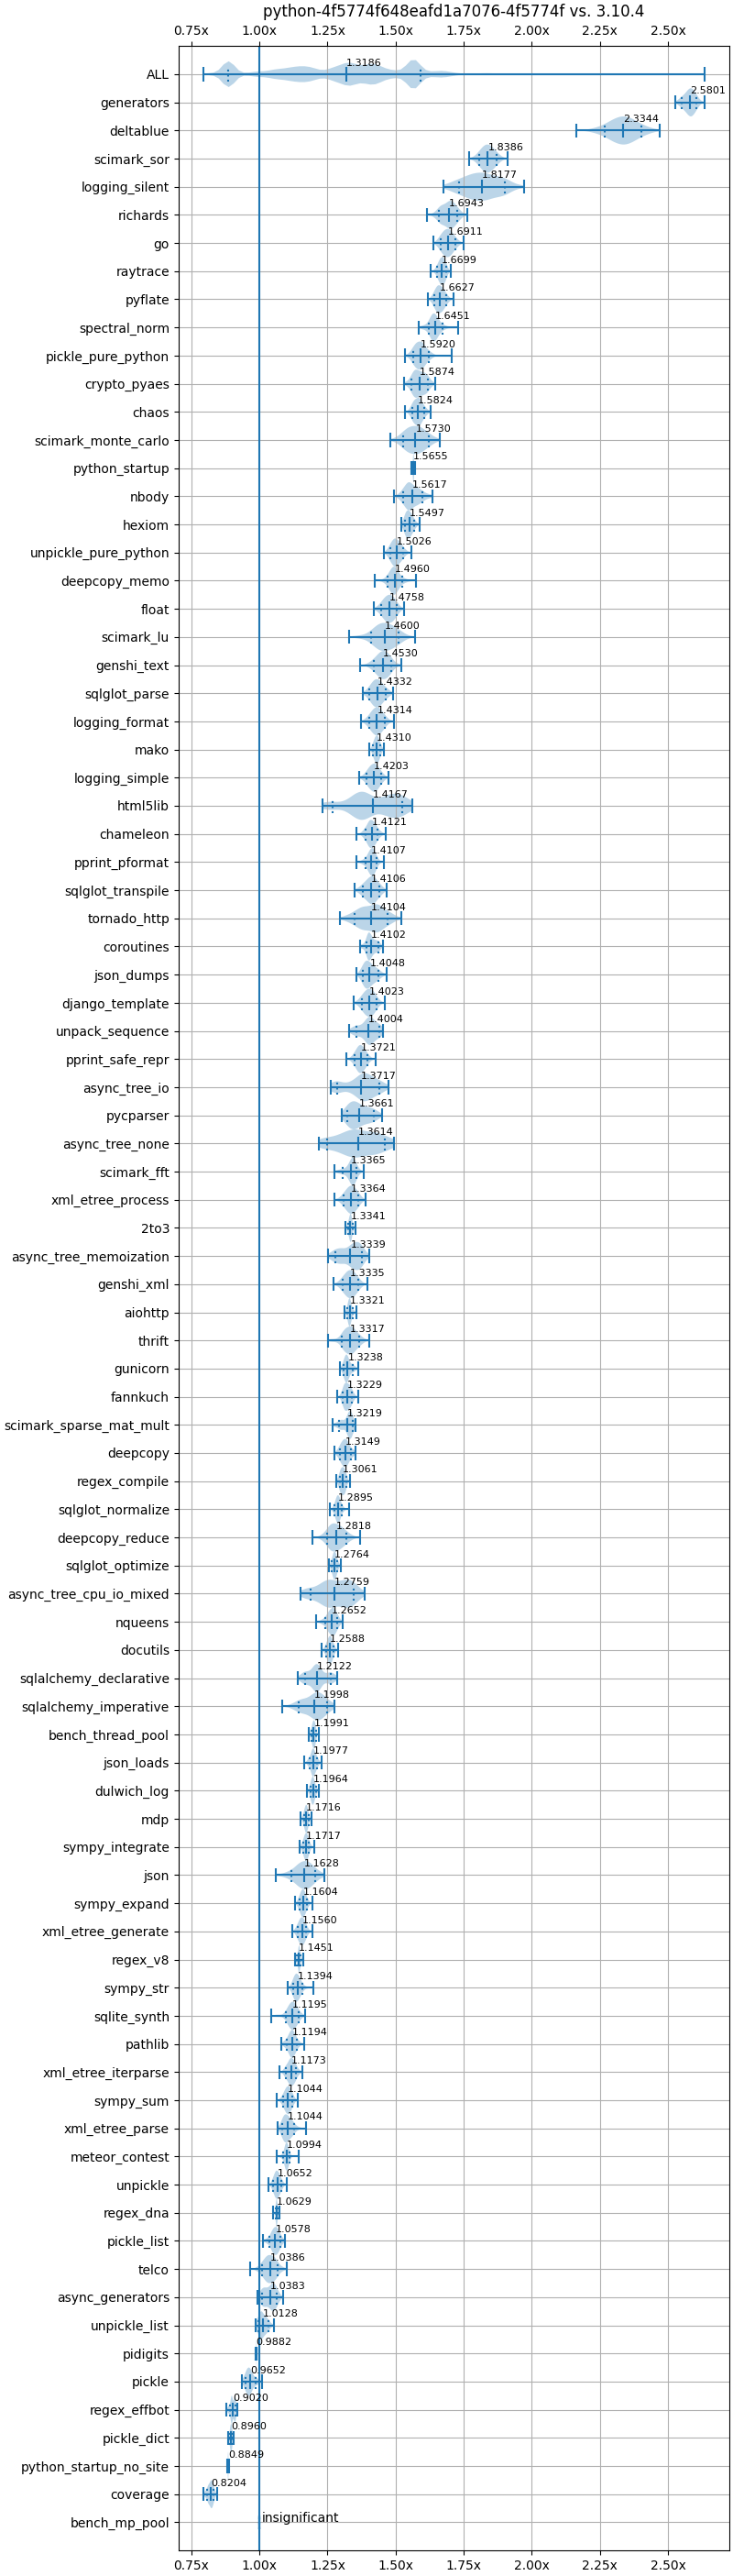 python-4f5774f648eafd1a7076-4f5774f vs. 3.10.4
0.75x 1.00x 1.25x 1.50x 1.75x 2.00x 2.25x 2.50x
ALL 1.3186
generators 2.5801
deltablue 2.3344
scimark_sor 1.8386
logging_silent 1.8177
richards 1.6943
go 1.6911
raytrace 1.6699
pyflate 1.6627
spectral_norm 1.6451
pickle_pure_python 1.5920
crypto_pyaes 1.5874
chaos 1.5824
scimark_monte_carlo 1.5730
python_startup 1.5655
nbody 1.5617
hexiom 1.5497
unpickle_pure_python 1.5026
deepcopy_memo 1.4960
float 1.4758
scimark_lu 1.4600
genshi_text 1.4530
sqlglot_parse 1.4332
logging_format 1.4314
mako 1.4310
logging_simple 1.4203
html5lib 1.4167
chameleon 1.4121
pprint_pformat 1.4107
sqlglot_transpile 1.4106
tornado_http 1.4104
coroutines 1.4102
json_dumps 1.4048
django_template 1.4023
unpack_sequence 1.4004
pprint_safe_repr 1.3721
async_tree_io 1.3717
pycparser 1.3661
async_tree_none 1.3614
scimark_fft 1.3365
xml_etree_process 1.3364
2to3 1.3341
async_tree_memoization 1.3339
genshi_xml 1.3335
aiohttp 1.3321
thrift 1.3317
gunicorn 1.3238
fannkuch 1.3229
scimark_sparse_mat_mult 1.3219
deepcopy 1.3149
regex_compile 1.3061
sqlglot_normalize 1.2895
deepcopy_reduce 1.2818
sqlglot_optimize 1.2764
async_tree_cpu_io_mixed 1.2759
nqueens 1.2652
docutils 1.2588
sqlalchemy_declarative 1.2122
sqlalchemy_imperative 1.1998
bench_thread_pool 1.1991
json_loads 1.1977
dulwich_log 1.1964
mdp 1.1716
sympy_integrate 1.1717
json 1.1628
sympy_expand 1.1604
xml_etree_generate 1.1560
regex_v8 1.1451
sympy_str 1.1394
sqlite_synth 1.1195
pathlib 1.1194
xml_etree_iterparse 1.1173
sympy_sum 1.1044
xml_etree_parse 1.1044
meteor_contest 1.0994
unpickle 1.0652
regex_dna 1.0629
pickle_list 1.0578
telco 1.0386
async_generators 1.0383
unpickle_list 1.0128
pidigits 0.9882
pickle 0.9652
regex_effbot 0.9020
pickle_dict 0.8960
python_startup_no_site 0.8849
coverage 0.8204
bench_mp_pool insignificant
0.75x 1.00x 1.25x 1.50x 1.75x 2.00x 2.25x 2.50x